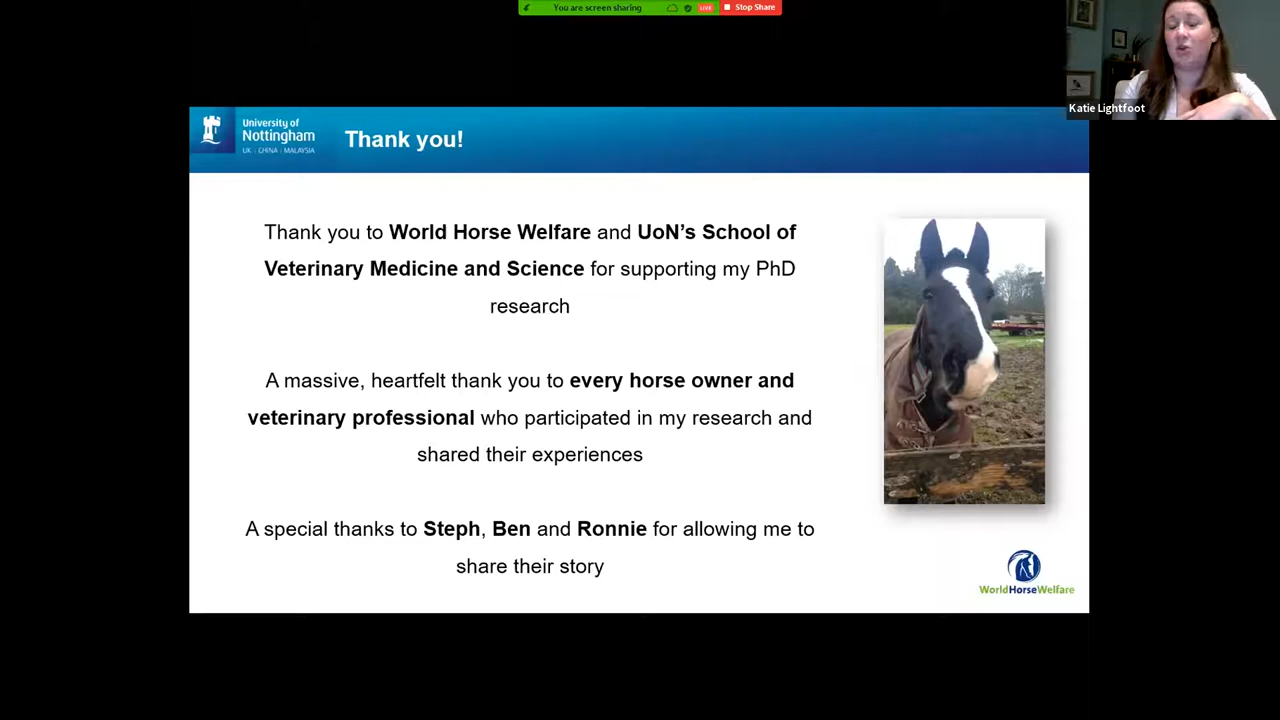 You are screen sharing
LIVE
Stop Share
Katie Lightfoot
University of
Nottingham
UK | CHINA | MALAYSIA
Thank you!
Thank you to World Horse Welfare and UoN's School of
Veterinary Medicine and Science for supporting my PhD
research
A massive, heartfelt thank you to every horse owner and
veterinary professional who participated in my research and
shared their experiences
A special thanks to Steph, Ben and Ronnie for allowing me to
share their story
WorldHorseWelfare